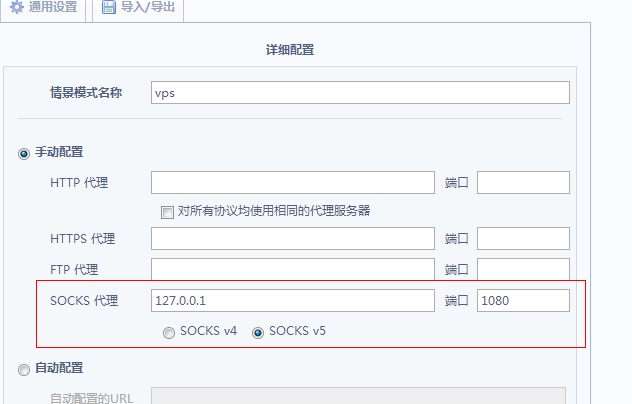 通用设置 导入/导出
详细配置
情景模式名称 vps
手动配置
HTTP 代理 端口
对所有协议均使用相同的代理服务器
HTTPS 代理 端口
FTP 代理 端口
SOCKS 代理 127.0.0.1 端口 1080
SOCKS v4 SOCKS v5
自动配置
自动配置的URL